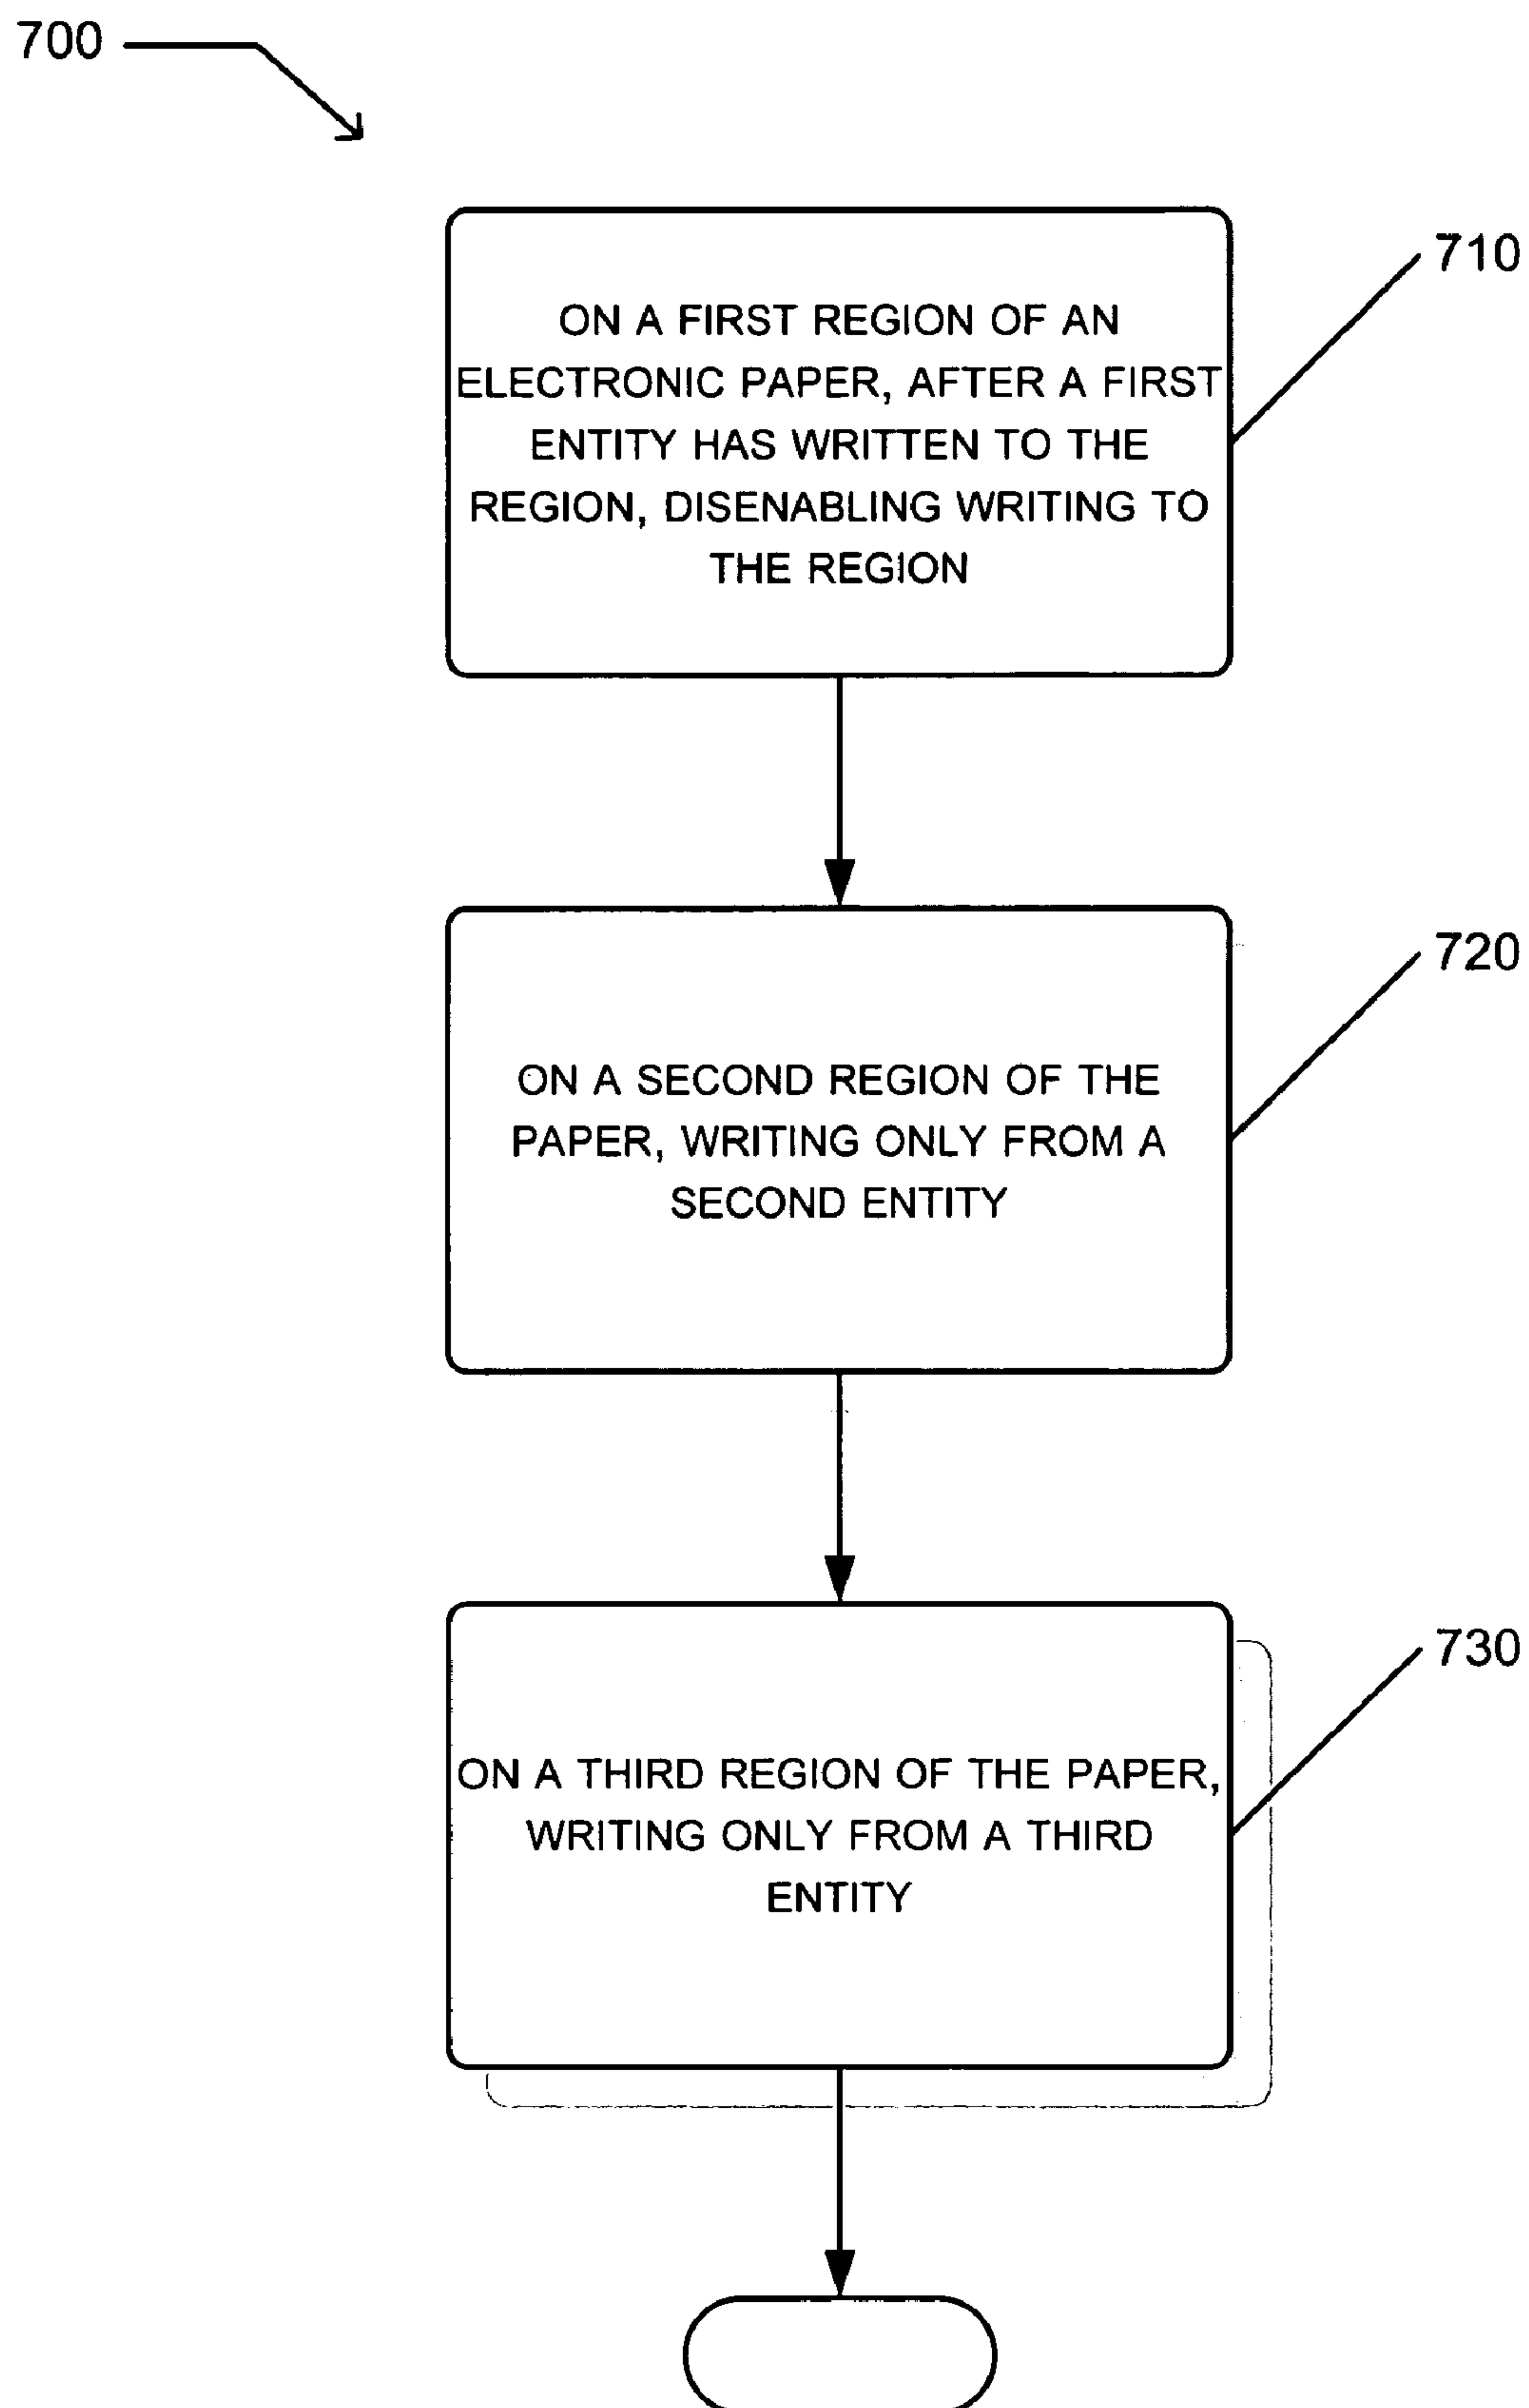 700
710
ON A FIRST REGION OF AN
ELECTRONIC PAPER, AFTER A FIRST
ENTITY HAS WRITTEN TO THE
REGION, DISENABLING WRITING TO
THE REGION
720
ON A SECOND REGION OF THE
PAPER, WRITING ONLY FROM A
SECOND ENTITY
730
ON A THIRD REGION OF THE PAPER,
WRITING ONLY FROM A THIRD
ENTITY